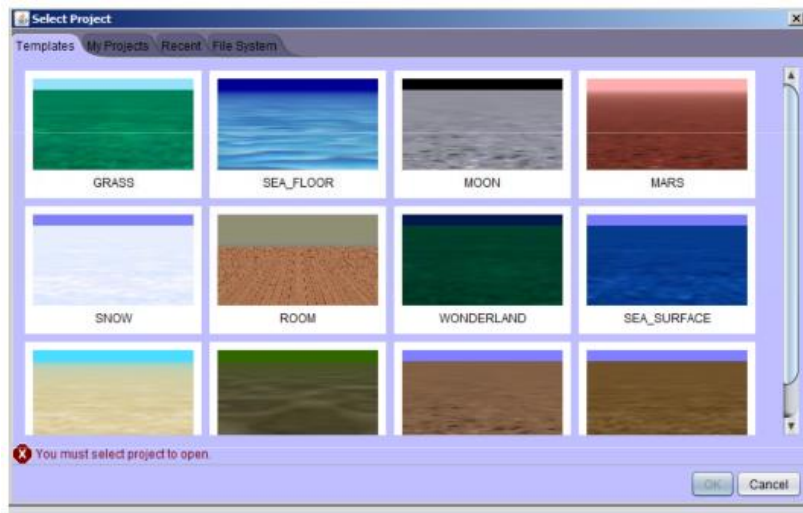 Select Project
Templates My Projects Recent File System
GRASS SEA_FLOOR MOON MARS
SNOW ROOM WONDERLAND SEA_SURFACE
You must select project to open.
OK Cancel